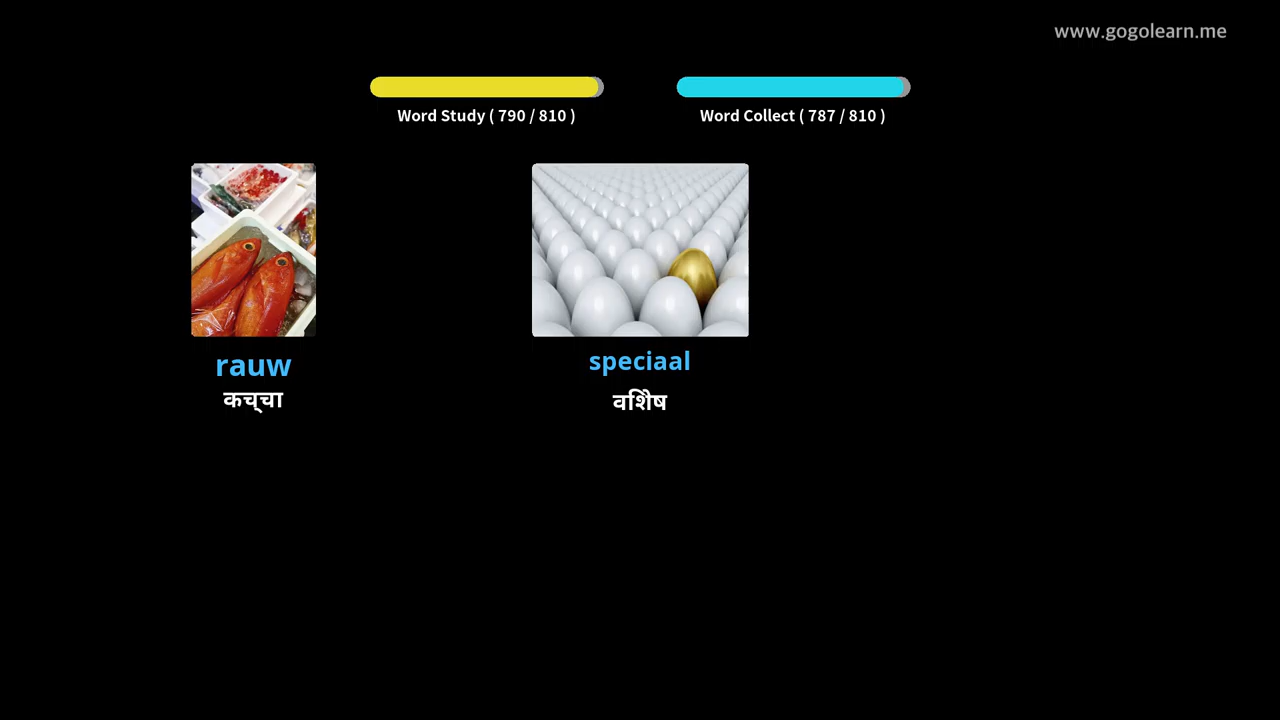 www.gogolearn.me
Word Study ( 790 / 810 )
Word Collect ( 787 / 810 )
rauw
कच्चा
speciaal
विशेष